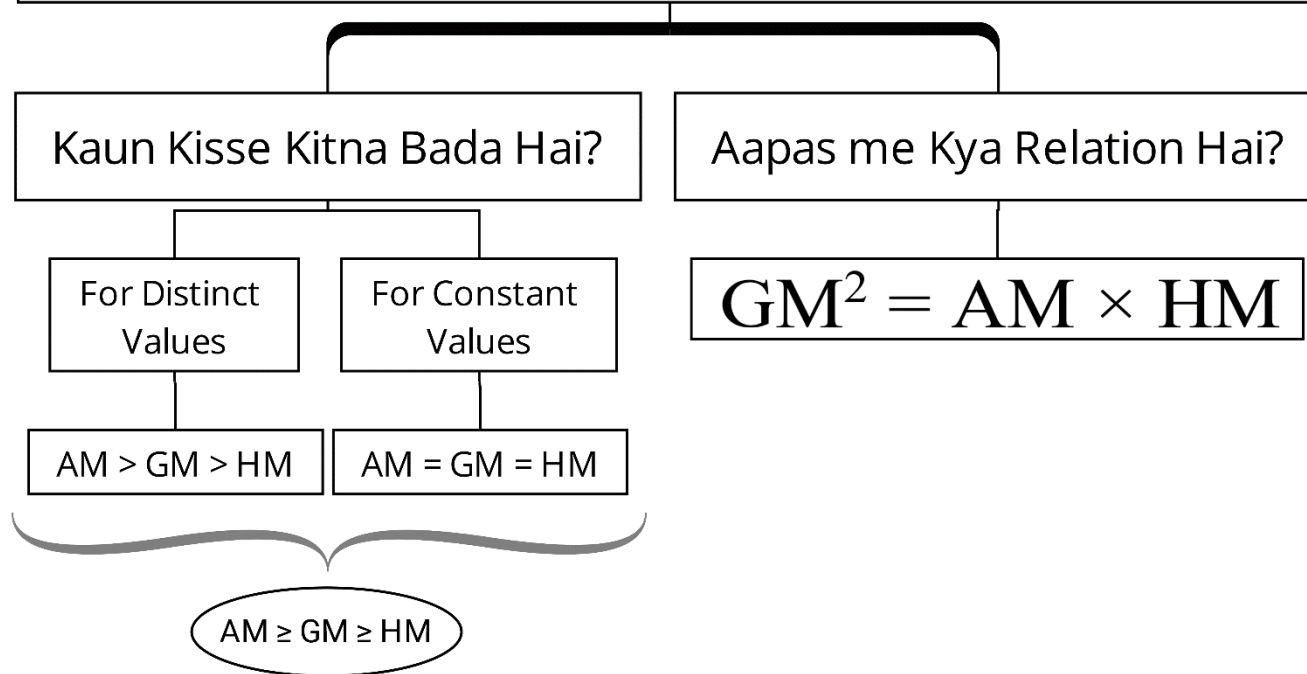 Kaun Kisse Kitna Bada Hai?
Aapas me Kya Relation Hai?
For Distinct
Values
For Constant
Values
GM² = AM × HM
AM > GM > HM
AM = GM = HM
AM ≥ GM ≥ HM